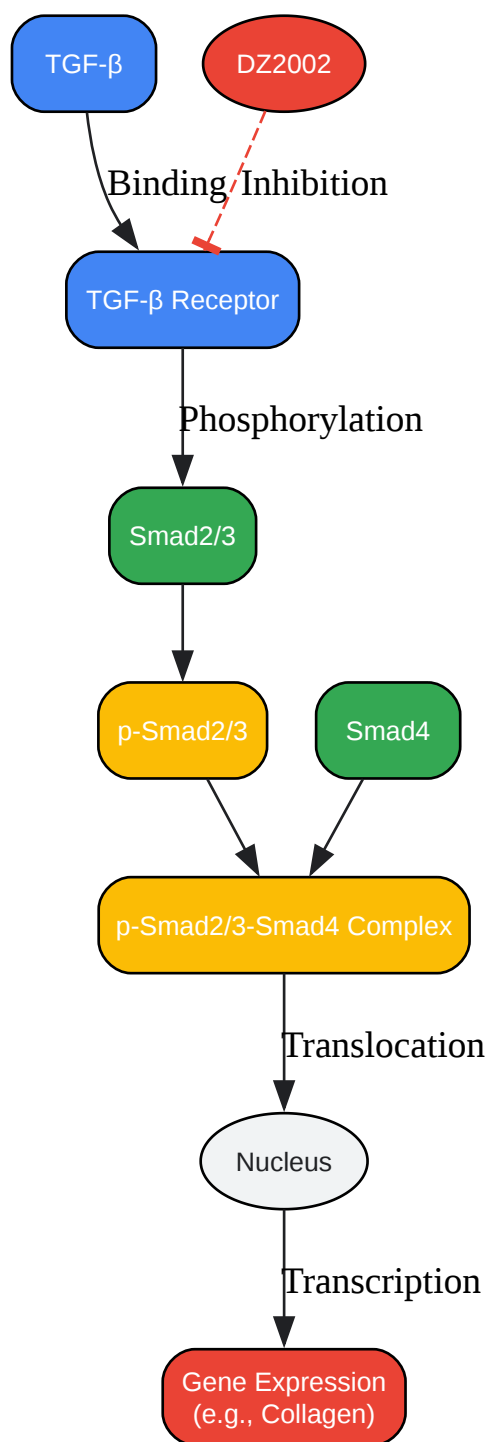 TGF-β
DZ2002
Binding
Inhibition
TGF-β Receptor
Phosphorylation
Smad2/3
p-Smad2/3
Smad4
p-Smad2/3-Smad4 Complex
Translocation
Nucleus
Transcription
Gene Expression
(e.g., Collagen)